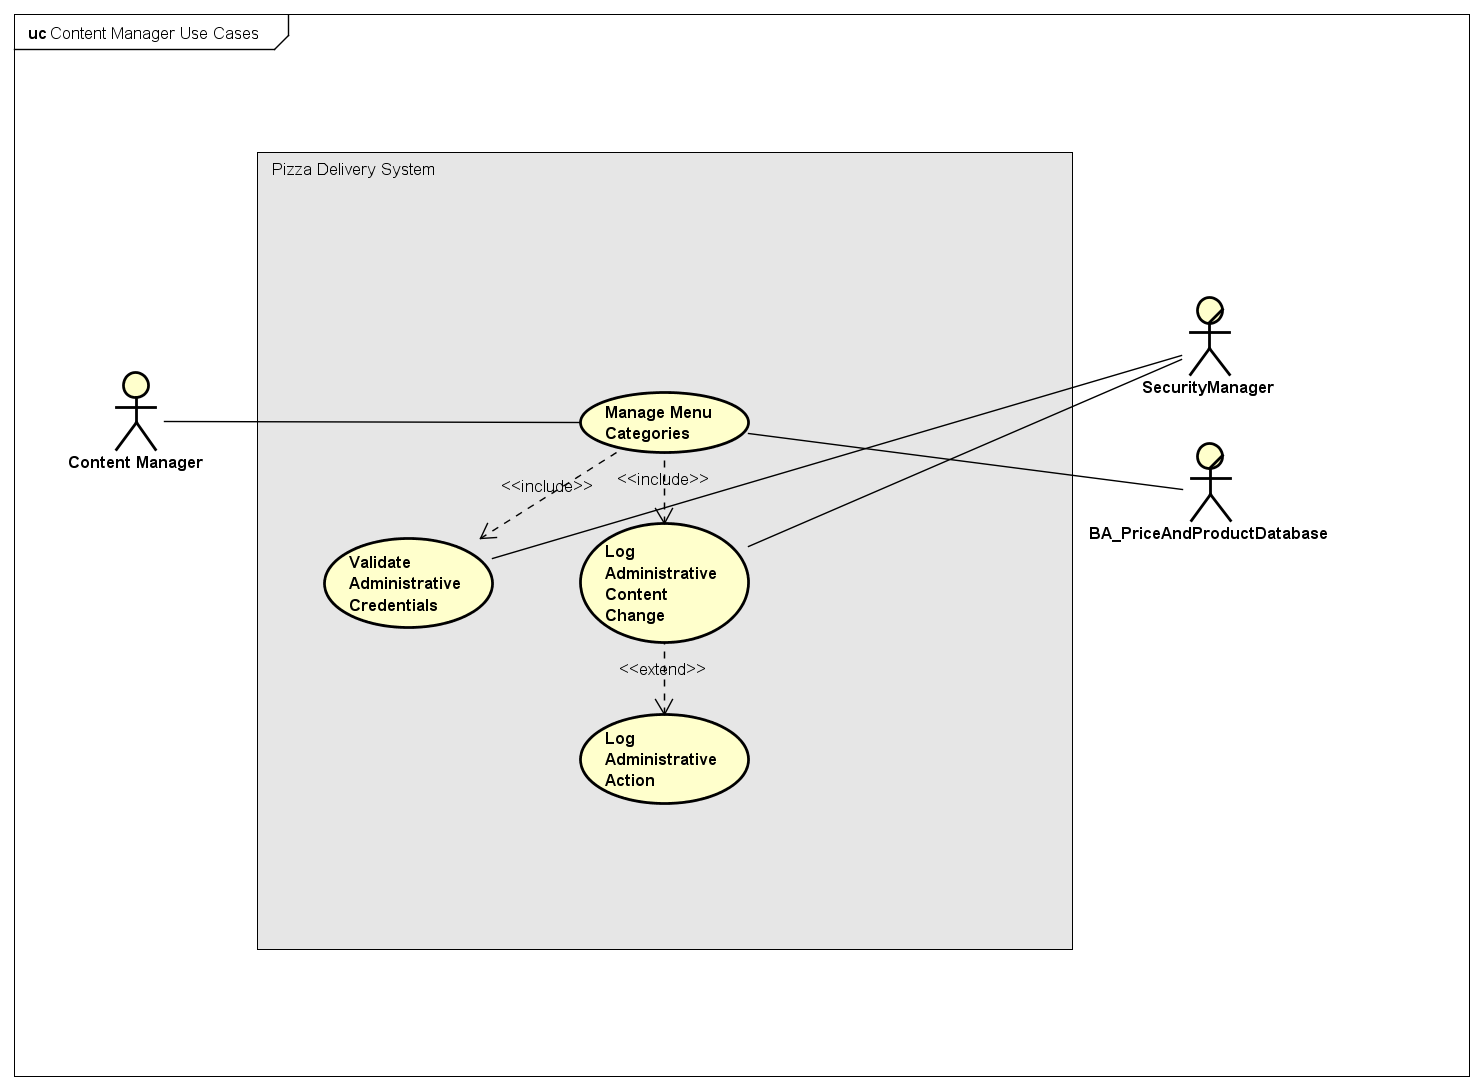 uc Content Manager Use Cases
Pizza Delivery System
SecurityManager
Manage Menu
Categories
Content Manager
<<include>>
<<include>>
BA_PriceAndProductDatabase
Validate
Administrative
Credentials
Log
Administrative
Content
Change
<<extend>>
Log
Administrative
Action